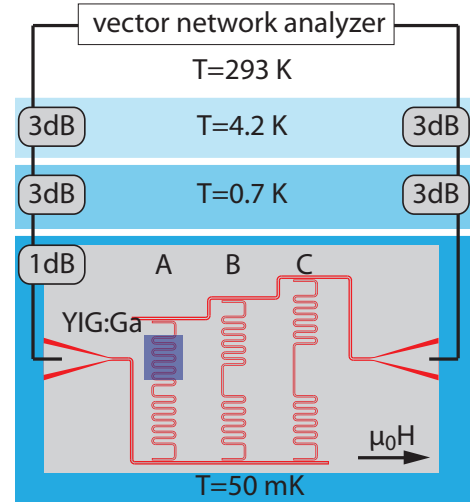 vector network analyzer
T=293 K
3dB T=4.2 K 3dB
3dB T=0.7 K 3dB
1dB A B C
YIG:Ga
μ₀H
T=50 mK